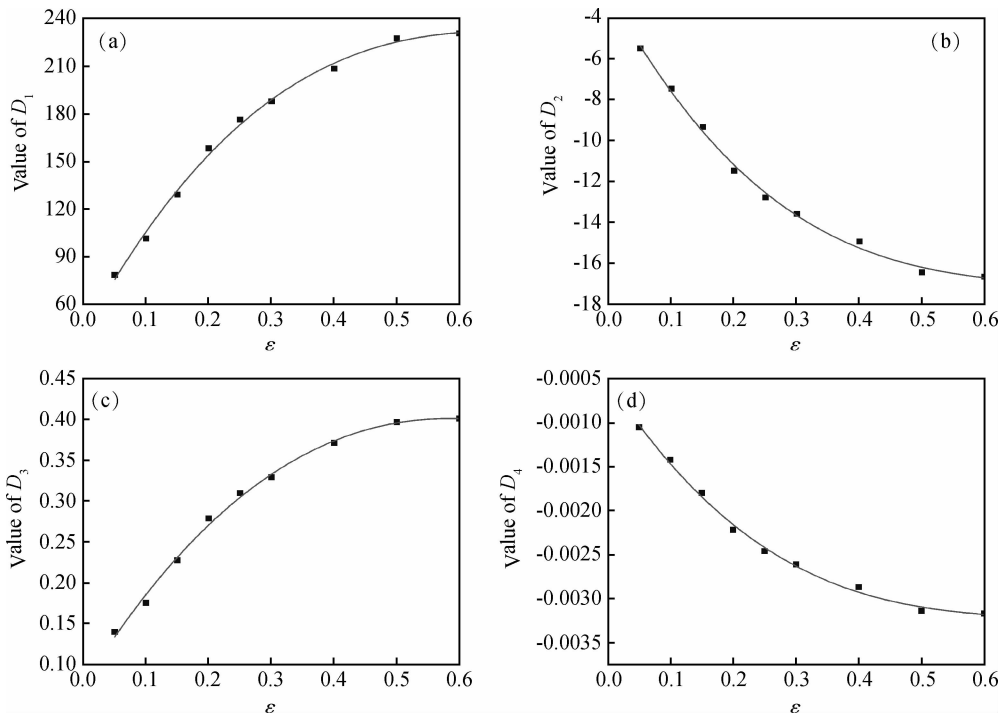 (a)
Value of D1
240
210
180
150
120
90
60
0.0 0.1 0.2 0.3 0.4 0.5 0.6
ε
(b)
Value of D2
-4
-6
-8
-10
-12
-14
-16
-18
0.0 0.1 0.2 0.3 0.4 0.5 0.6
ε
(c)
Value of D3
0.45
0.40
0.35
0.30
0.25
0.20
0.15
0.10
0.0 0.1 0.2 0.3 0.4 0.5 0.6
ε
(d)
Value of D4
-0.0005
-0.0010
-0.0015
-0.0020
-0.0025
-0.0030
-0.0035
0.0 0.1 0.2 0.3 0.4 0.5 0.6
ε